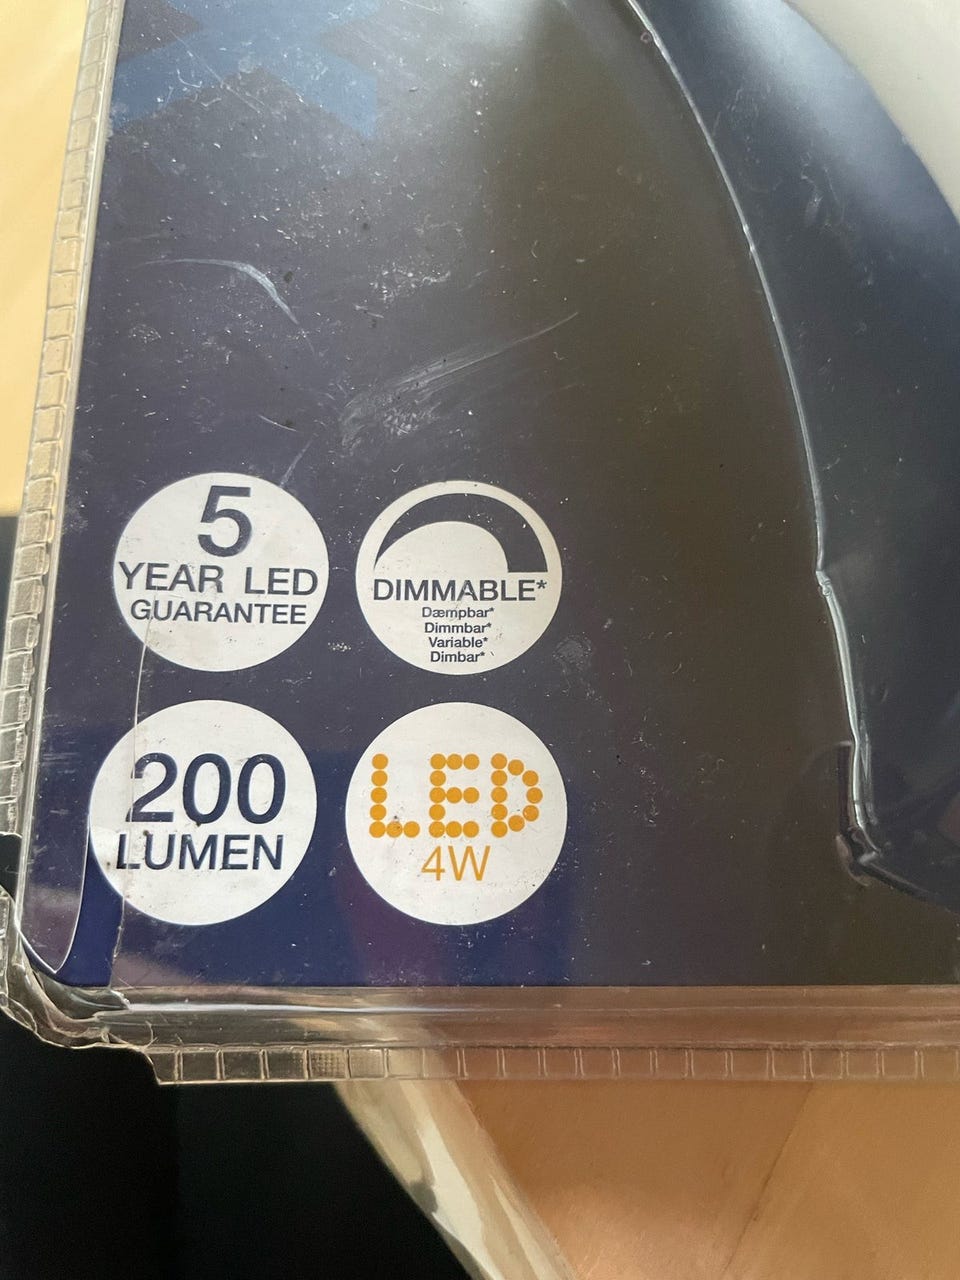 5
YEAR LED
GUARANTEE
DIMMABLE*
Dæmpbar*
Dimmbar*
Variable*
Dimbar*
200
LUMEN
LED
4W